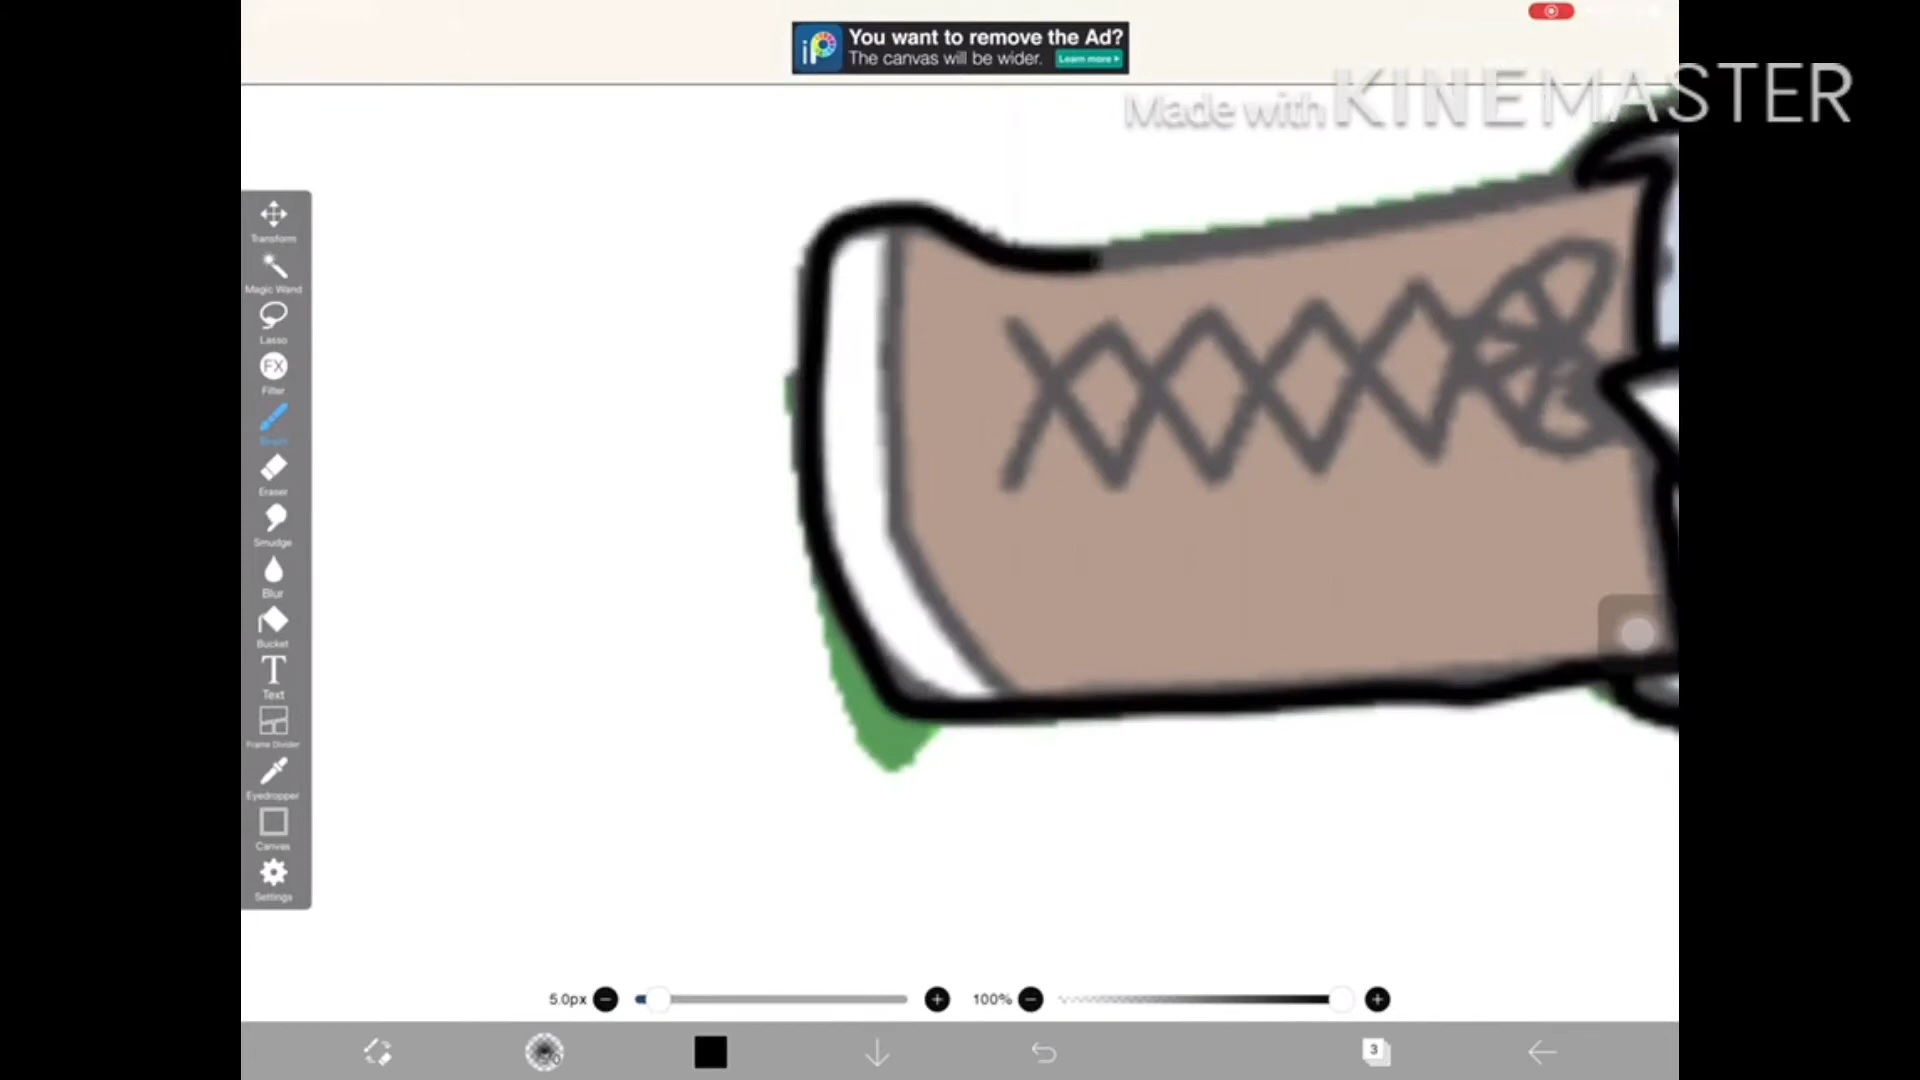 You want to remove the Ad?
The canvas will be wider.
Learn more
Made with KINEMASTER
Transform
Magic Wand
Lasso
FX
Filter
Brush
Eraser
Smudge
Blur
Bucket
T
Text
Frame Divider
Eyedropper
Canvas
Settings
5.0px
100%
3